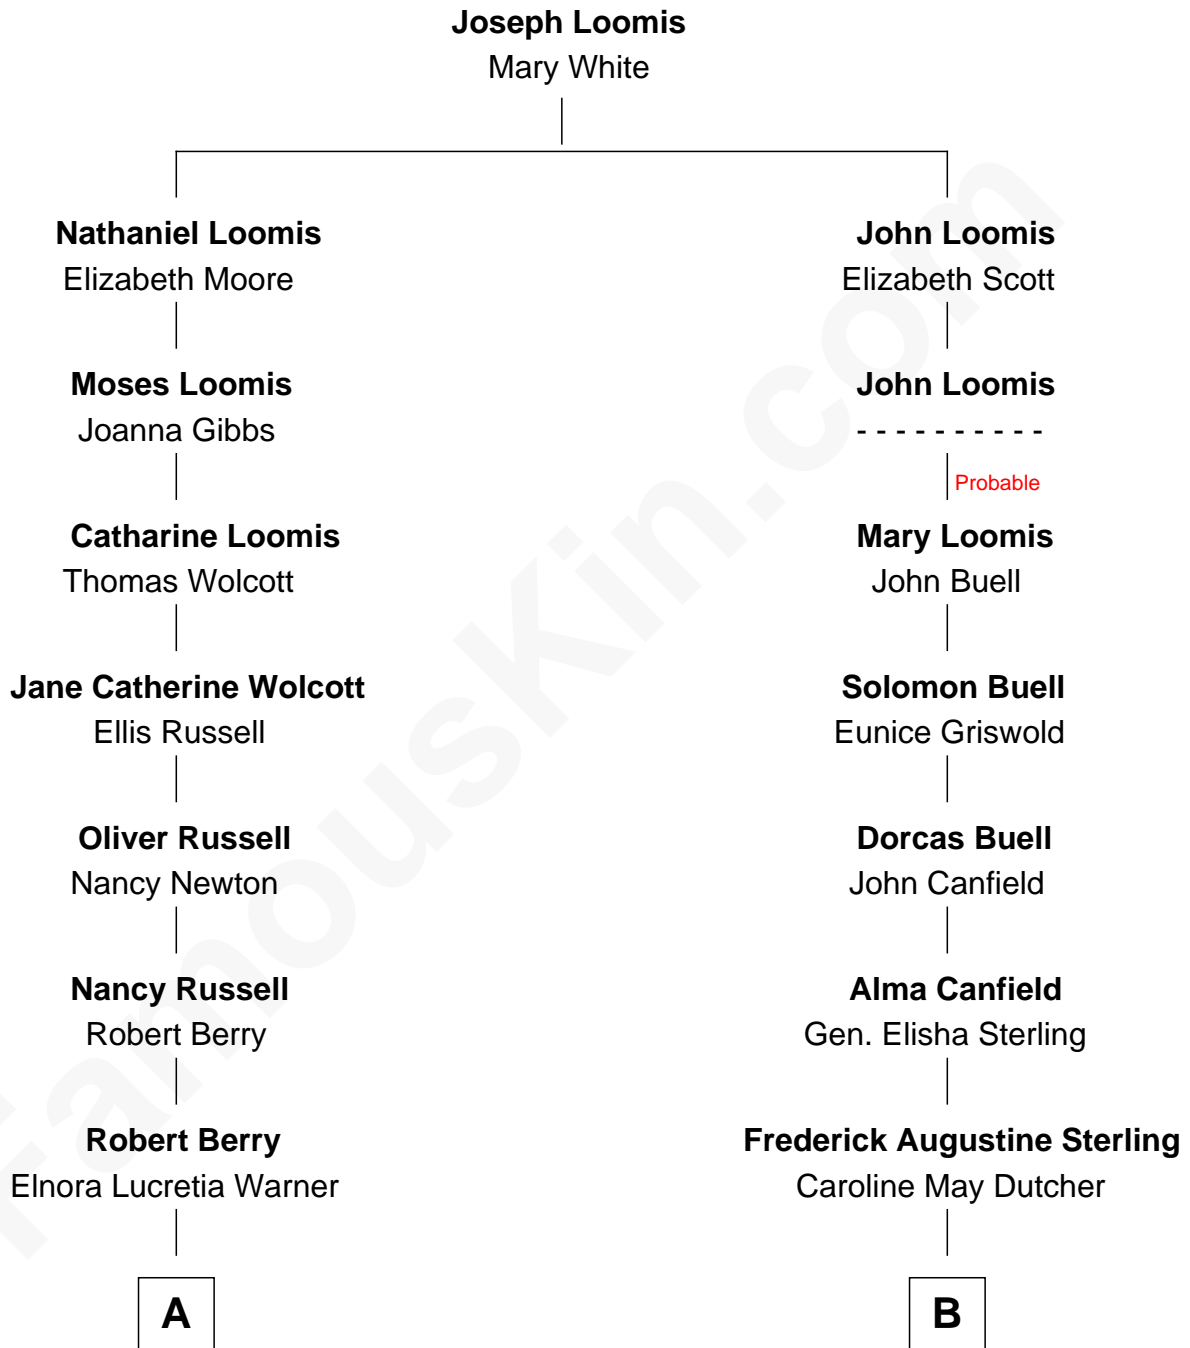 Joseph Loomis
Mary White
Nathaniel Loomis
Elizabeth Moore
Moses Loomis
Joanna Gibbs
Catharine Loomis
Thomas Wolcott
Jane Catherine Wolcott
Ellis Russell
Oliver Russell
Nancy Newton
Nancy Russell
Robert Berry
Robert Berry
Elnora Lucretia Warner
A
John Loomis
Elizabeth Scott
John Loomis
- - - - - - - - - -
Probable
Mary Loomis
John Buell
Solomon Buell
Eunice Griswold
Dorcas Buell
John Canfield
Alma Canfield
Gen. Elisha Sterling
Frederick Augustine Sterling
Caroline May Dutcher
B
FamousKin.com